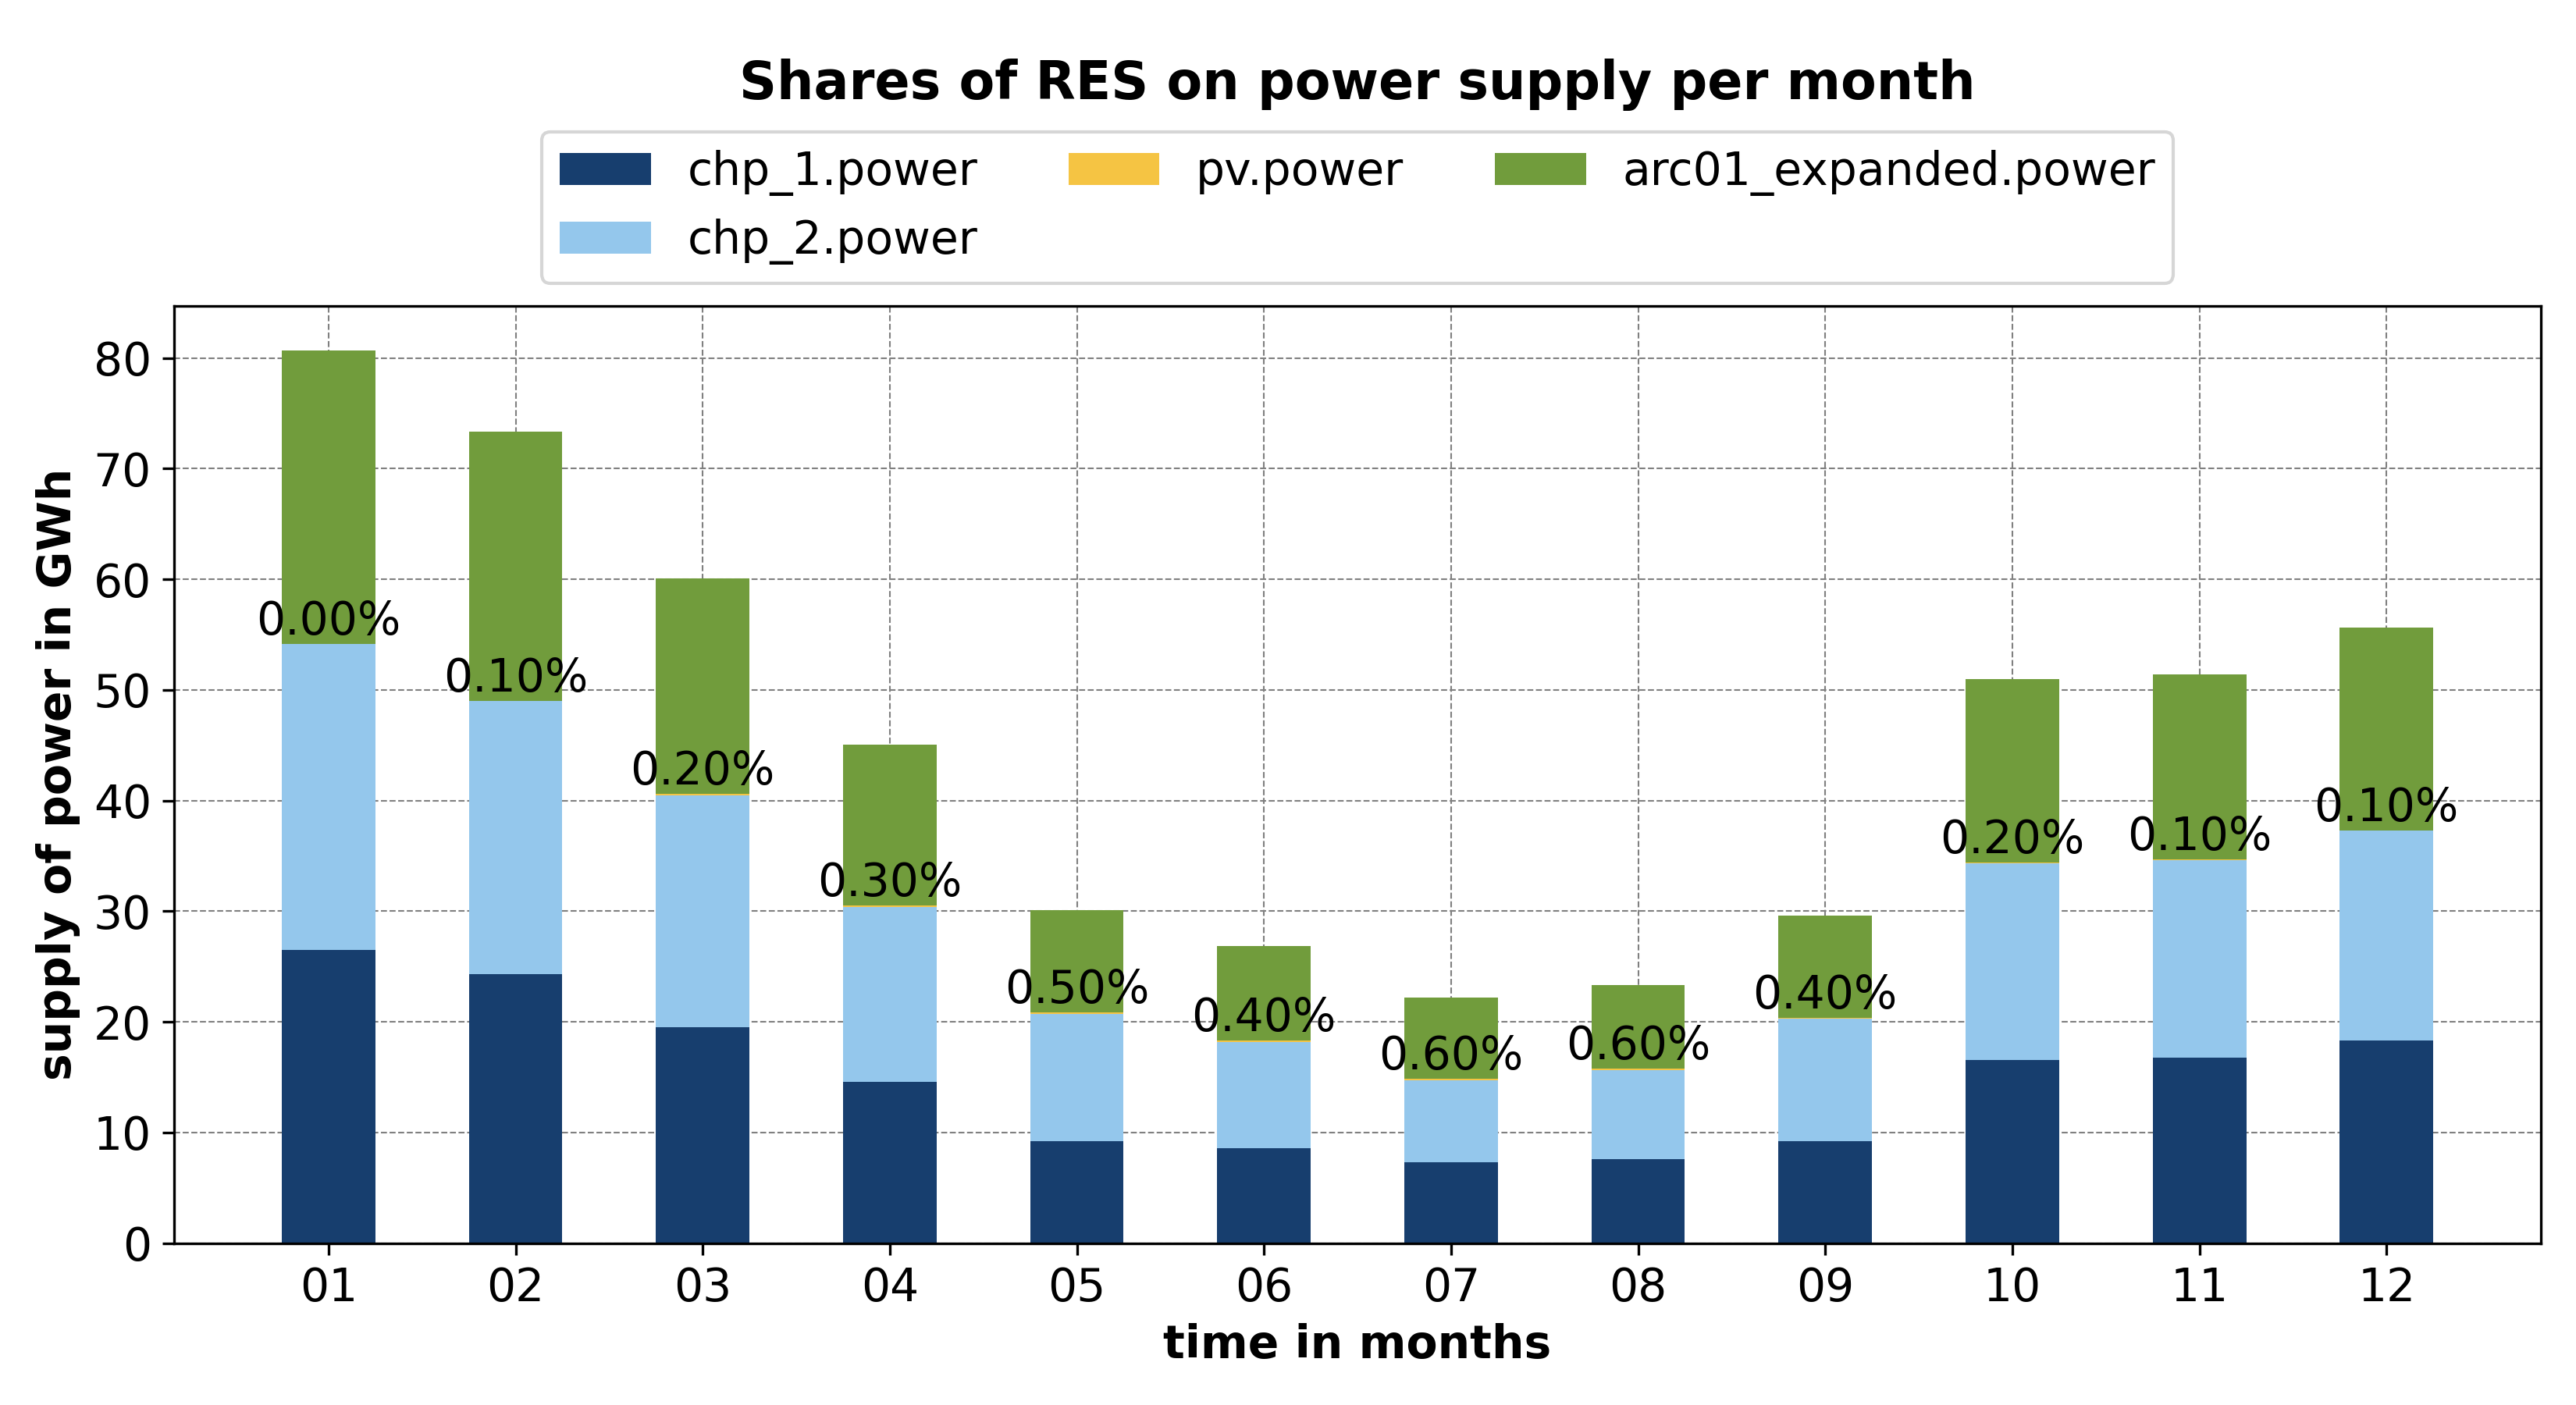 Shares of RES on power supply per month
chp_1.power
chp_2.power
pv.power
arc01_expanded.power
supply of power in GWh
80
70
60
50
40
30
20
10
0
0.00%
0.10%
0.20%
0.30%
0.50%
0.40%
0.60%
0.60%
0.40%
0.20%
0.10%
0.10%
01 02 03 04 05 06 07 08 09 10 11 12
time in months